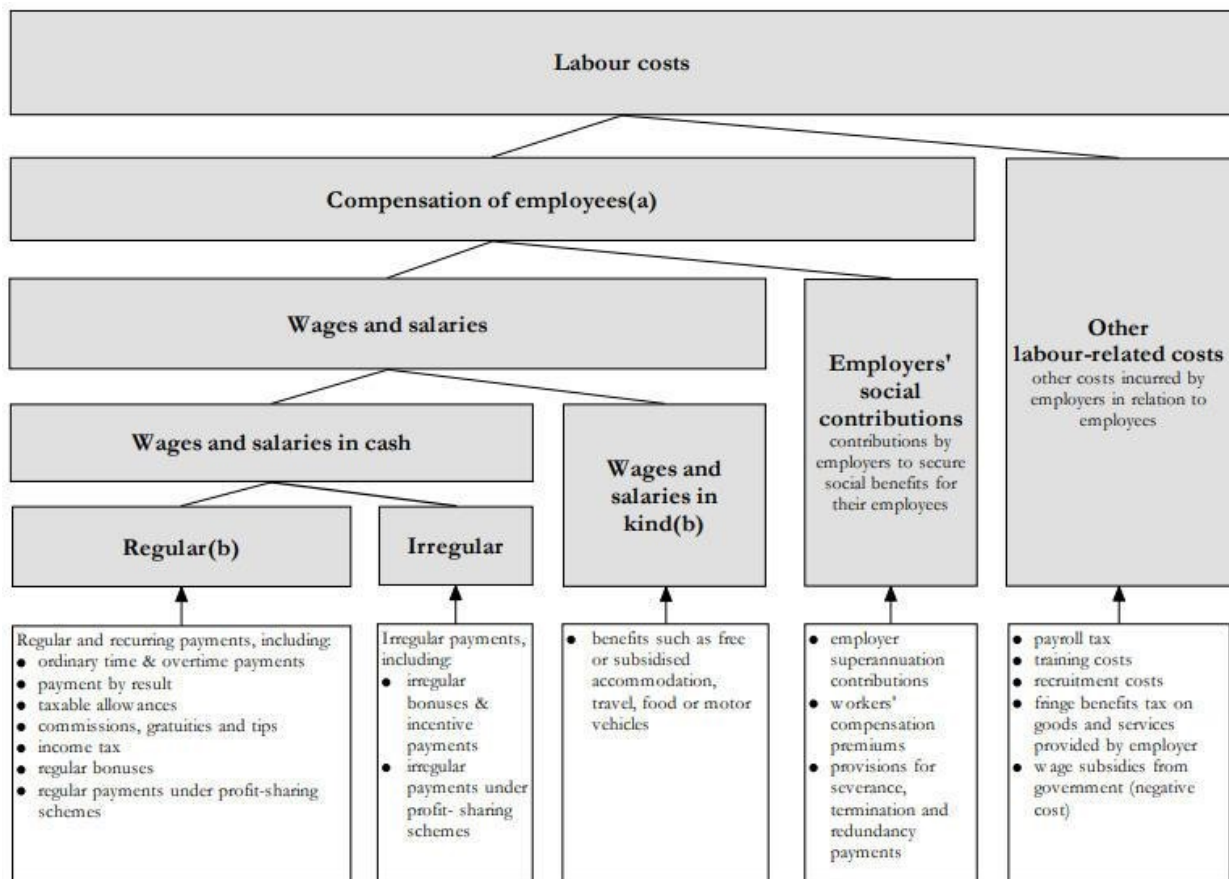 Labour costs
Compensation of employees(a)
Wages and salaries
Employers'
social
contributions
contributions by
employers to secure
social benefits for
their employees
Other
labour-related costs
other costs incurred by
employers in relation to
employees
Wages and salaries in cash
Wages and
salaries in
kind(b)
Regular(b)
Irregular
Regular and recurring payments, including:
● ordinary time & overtime payments
● payment by result
● taxable allowances
● commissions, gratuities and tips
● income tax
● regular bonuses
● regular payments under profit-sharing
schemes
Irregular payments,
including:
● irregular
bonuses &
incentive
payments
● irregular
payments under
profit- sharing
schemes
● benefits such as free
or subsidised
accommodation,
travel, food or motor
vehicles
● employer
superannuation
contributions
● workers'
compensation
premiums
● provisions for
severance,
termination and
redundancy
payments
● payroll tax
● training costs
● recruitment costs
● fringe benefits tax on
goods and services
provided by employer
● wage subsidies from
government (negative
cost)